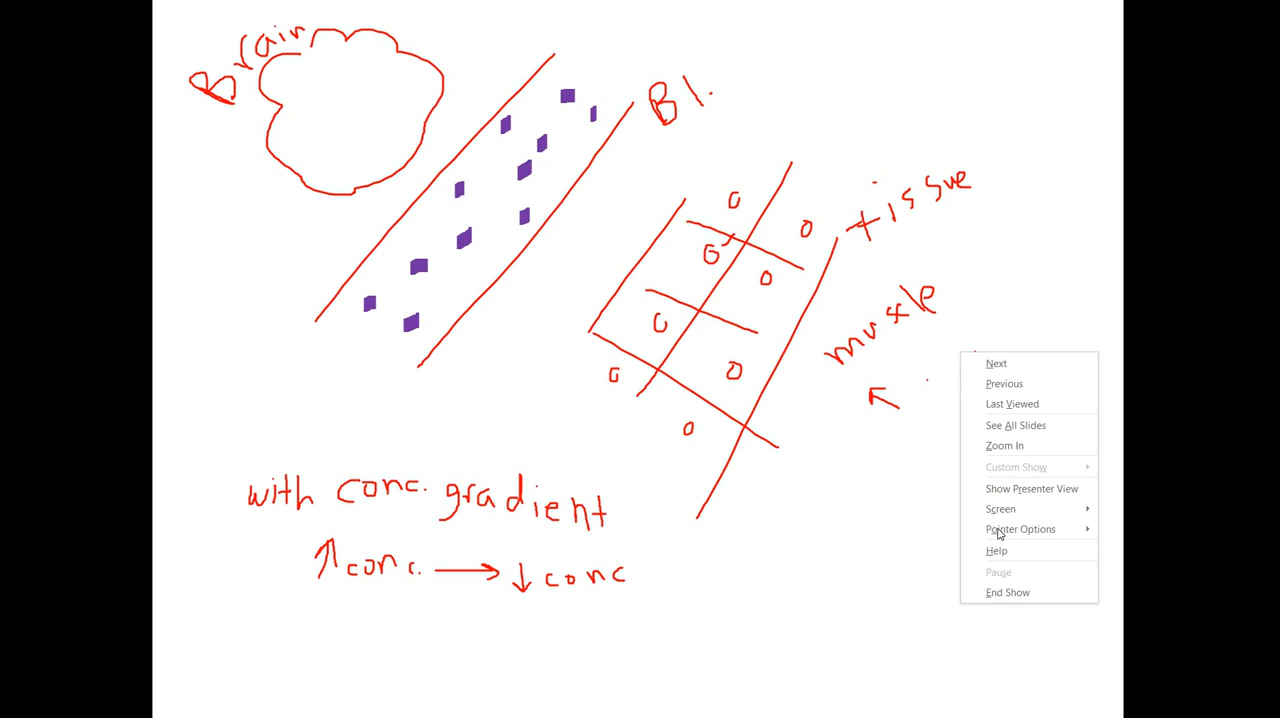 Brain
Bl.
tissue
muscle
with conc. gradient
↑conc. → ↓ conc
Next
Previous
Last Viewed
See All Slides
Zoom In
Custom Show
Show Presenter View
Screen
Pointer Options
Help
Pause
End Show